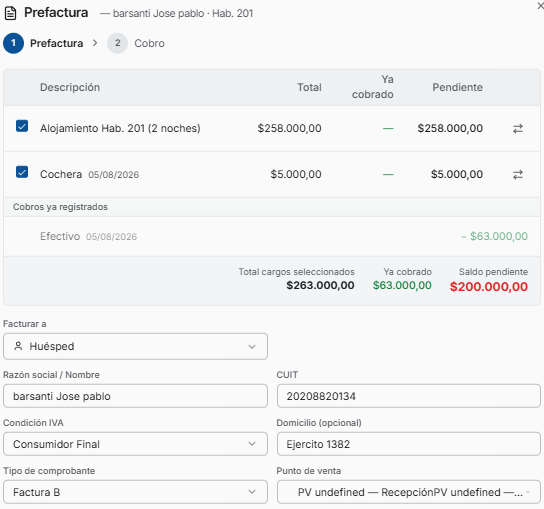 Prefactura — barsanti Jose pablo · Hab. 201
1 Prefactura > 2 Cobro
Descripción Total Ya cobrado Pendiente
Alojamiento Hab. 201 (2 noches) $258.000,00 — $258.000,00
Cochera 05/08/2026 $5.000,00 — $5.000,00
Cobros ya registrados
Efectivo 05/08/2026 – $63.000,00
Total cargos seleccionados Ya cobrado Saldo pendiente
$263.000,00 $63.000,00 $200.000,00
Facturar a
Huésped
Razón social / Nombre CUIT
barsanti Jose pablo 20208820134
Condición IVA Domicilio (opcional)
Consumidor Final Ejercito 1382
Tipo de comprobante Punto de venta
Factura B PV undefined — RecepciónPV undefined —...